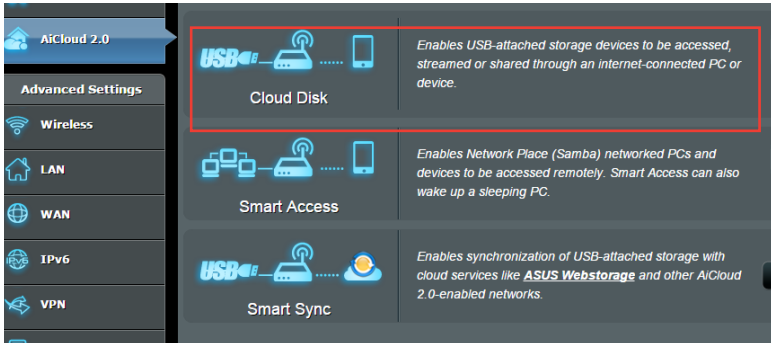 AiCloud 2.0
Advanced Settings
Wireless
LAN
WAN
IPv6
IPv6
VPN
USB
Cloud Disk
Enables USB-attached storage devices to be accessed,
streamed or shared through an internet-connected PC or
device.
Smart Access
Enables Network Place (Samba) networked PCs and
devices to be accessed remotely. Smart Access can also
wake up a sleeping PC.
USB
Smart Sync
Enables synchronization of USB-attached storage with
cloud services like ASUS Webstorage and other AiCloud
2.0-enabled networks.